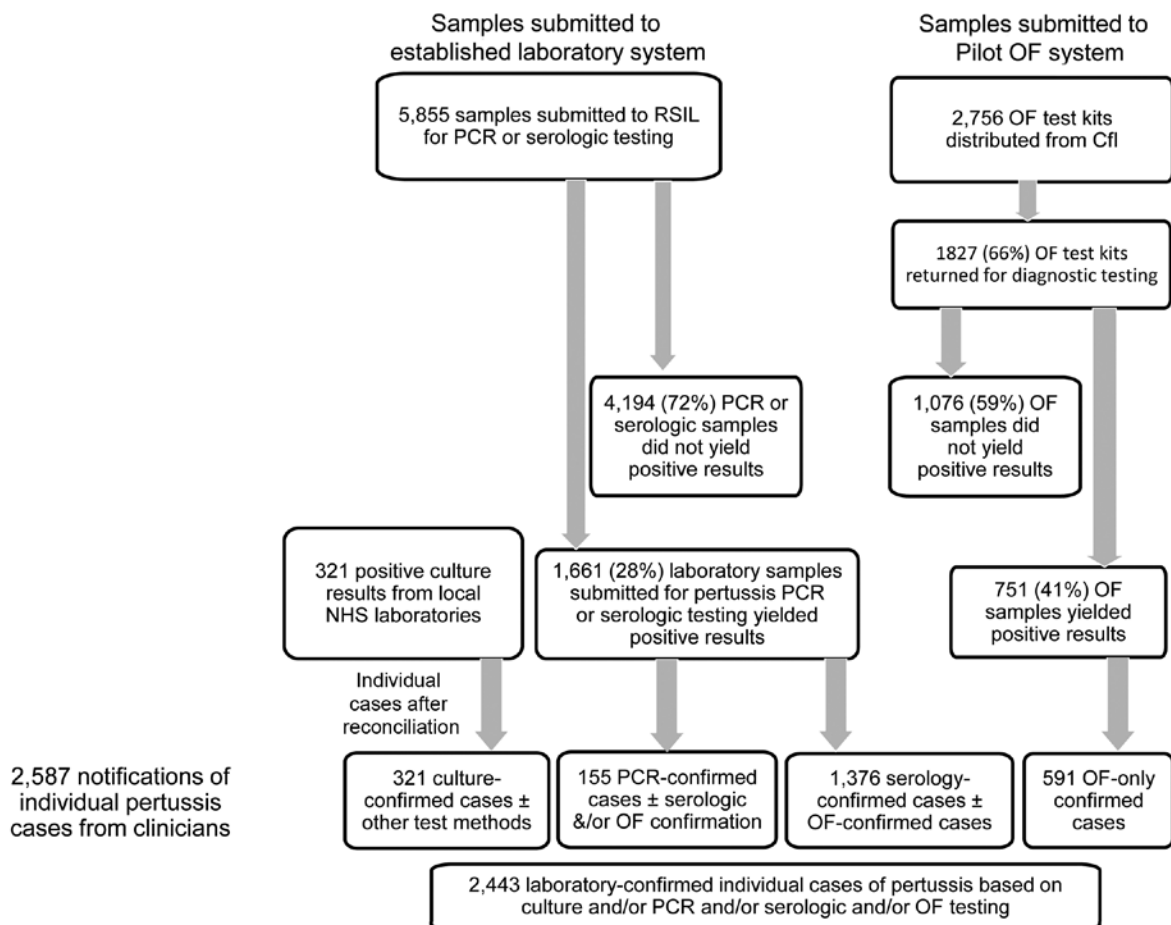 Samples submitted to
established laboratory system
Samples submitted to
Pilot OF system
5,855 samples submitted to RSIL
for PCR or serologic testing
2,756 OF test kits
distributed from CfI
1827 (66%) OF test kits
returned for diagnostic testing
4,194 (72%) PCR or
serologic samples
did not yield
positive results
1,076 (59%) OF
samples did
not yield
positive results
321 positive culture
results from local
NHS laboratories
1,661 (28%) laboratory samples
submitted for pertussis PCR
or serologic testing yielded
positive results
751 (41%) OF
samples yielded
positive results
Individual
cases after
reconciliation
2,587 notifications of
individual pertussis
cases from clinicians
321 culture-
confirmed cases ±
other test methods
155 PCR-confirmed
cases ± serologic
&/or OF confirmation
1,376 serology-
confirmed cases ±
OF-confirmed cases
591 OF-only
confirmed
cases
2,443 laboratory-confirmed individual cases of pertussis based on
culture and/or PCR and/or serologic and/or OF testing